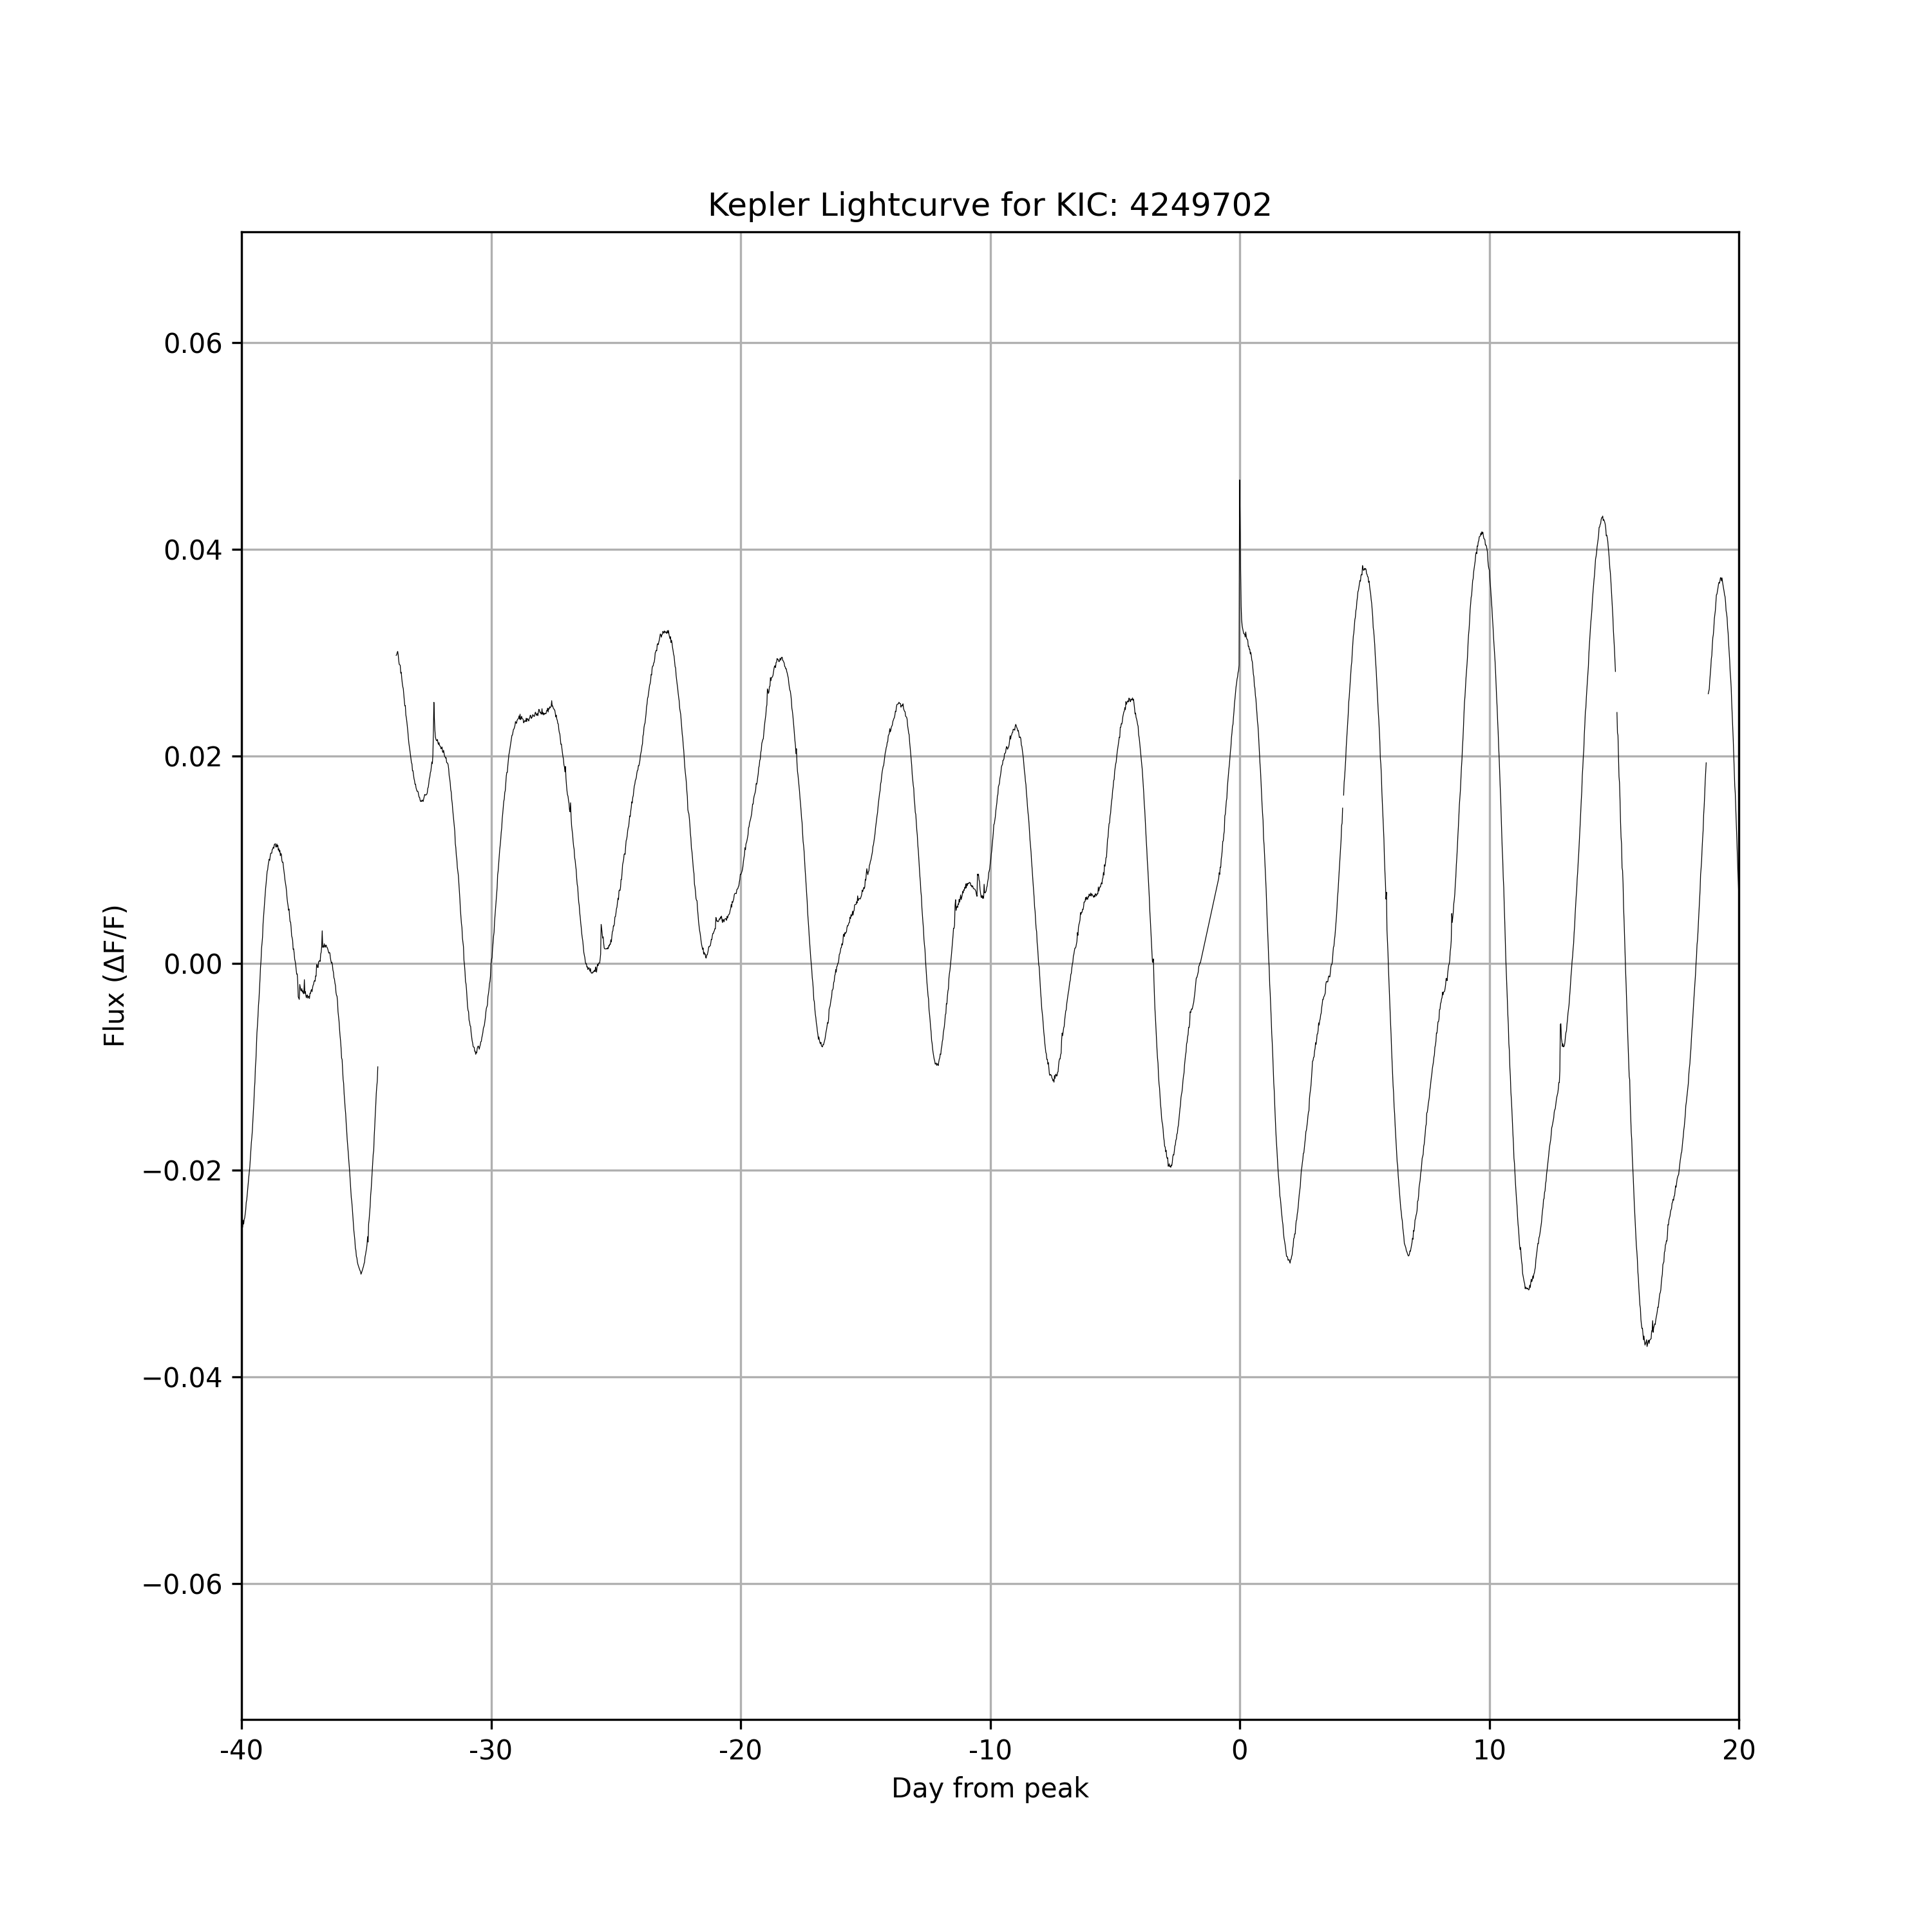 Kepler Lightcurve for KIC: 4249702
Flux (ΔF/F)
0.06
0.04
0.02
0.00
−0.02
−0.04
−0.06
-40 -30 -20 -10 0 10 20
Day from peak